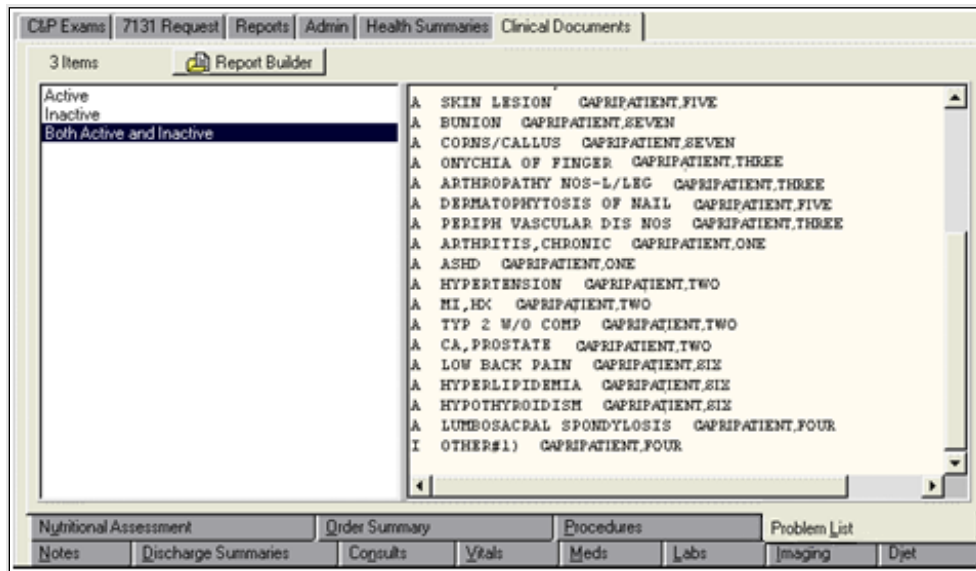 C&P Exams 7131 Request Reports Admin Health Summaries Clinical Documents
3 Items Report Builder
Active
Inactive
Both Active and Inactive
A SKIN LESION CAPRIPATIENT,FIVE
A BUNION CAPRIPATIENT,SEVEN
A CORNS/CALLUS CAPRIPATIENT,SEVEN
A ONYCHIA OF FINGER CAPRIPATIENT,THREE
A ARTHROPATHY NOS-L/LEG CAPRIPATIENT,THREE
A DERMATOPHYTOSIS OF NAIL CAPRIPATIENT,FIVE
A PERIPH VASCULAR DIS NOS CAPRIPATIENT,THREE
A ARTHRITIS,CHRONIC CAPRIPATIENT,ONE
A ASHD CAPRIPATIENT,ONE
A HYPERTENSION CAPRIPATIENT,TWO
A MI,HX CAPRIPATIENT,TWO
A TYP 2 W/O COMP CAPRIPATIENT,TWO
A CA,PROSTATE CAPRIPATIENT,TWO
A LOW BACK PAIN CAPRIPATIENT,SIX
A HYPERLIPIDEMIA CAPRIPATIENT,SIX
A HYPOTHYROIDISM CAPRIPATIENT,SIX
A LUMBOSACRAL SPONDYLOSIS CAPRIPATIENT,FOUR
I OTHER#1) CAPRIPATIENT,FOUR
Nutritional Assessment Order Summary Procedures Problem List
Notes Discharge Summaries Consults Vitals Meds Labs Imaging Diet